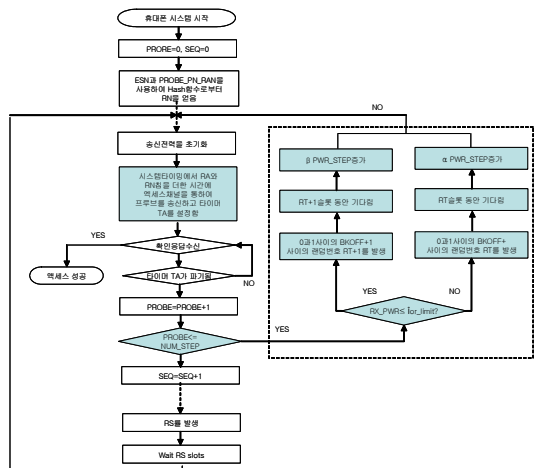 휴대폰 시스템 시작
PRORE=0, SEQ=0
ESN과 PROBE_PN_RAN를
사용하여 Hash함수로부터
RN을 얻음
NO
송신전력을 초기화
시스템타이밍에서 RA와
RN칩을 더한 시간에
액세스채널을 통하여
프루브를 송신하고 타이머
TA를 설정함
YES
확인응답수신
액세스 성공
타이머 TA가 파기됨
NO
PROBE=PROBE+1
PROBE<=
NUM_STEP
YES
SEQ=SEQ+1
RS를 발생
Wait RS slots
β PWR_STEP증가
RT+1슬롯 동안 기다림
0과1사이의 BKOFF+1
사이의 랜덤번호 RT+1를 발생
YES
α PWR_STEP증가
RT슬롯 동안 기다림
0과1사이의 BKOFF+
사이의 랜덤번호 RT를 발생
NO
RX_PWR≤ Îor_limit?